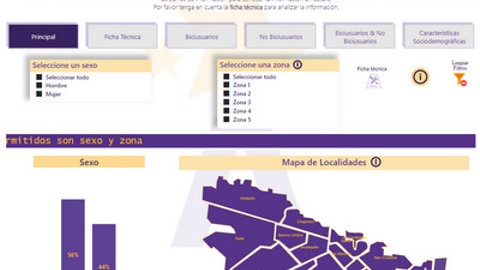 Por favor tenga en cuenta la ficha técnica para analizar la información.
Principal
Ficha Técnica
Biciusuarios
No Biciusuarios
Biciusuarios & No
Biciusuarios
Características
Sociodemográficas
Seleccione un sexo
Seleccionar todo
Hombre
Mujer
Seleccione una zona
Seleccionar todo
Zona 1
Zona 2
Zona 3
Zona 4
Zona 5
Ficha técnica
Limpiar
Filtros
rmitidos son sexo y zona
Sexo
Mapa de Localidades
56%
44%
Usaquén
Suba